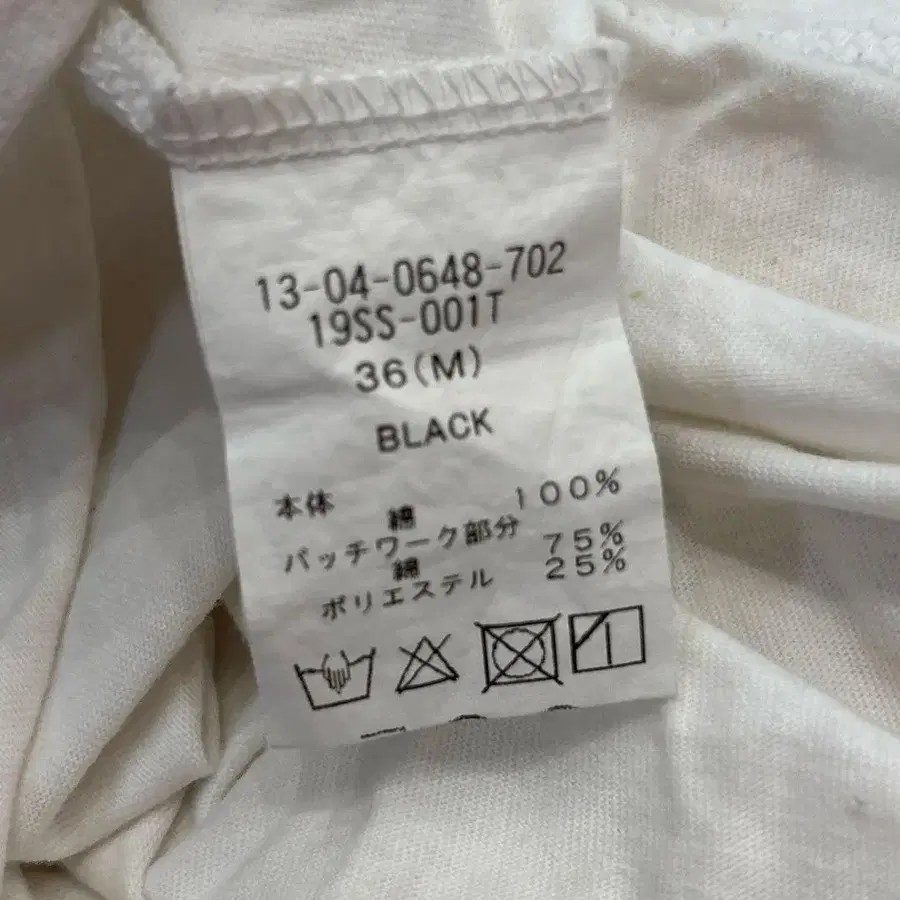 13-04-0648-702
19SS-001T
36(M)
BLACK
本体
綿 100%
パッチワーク部分
綿 75%
ポリエステル 25%